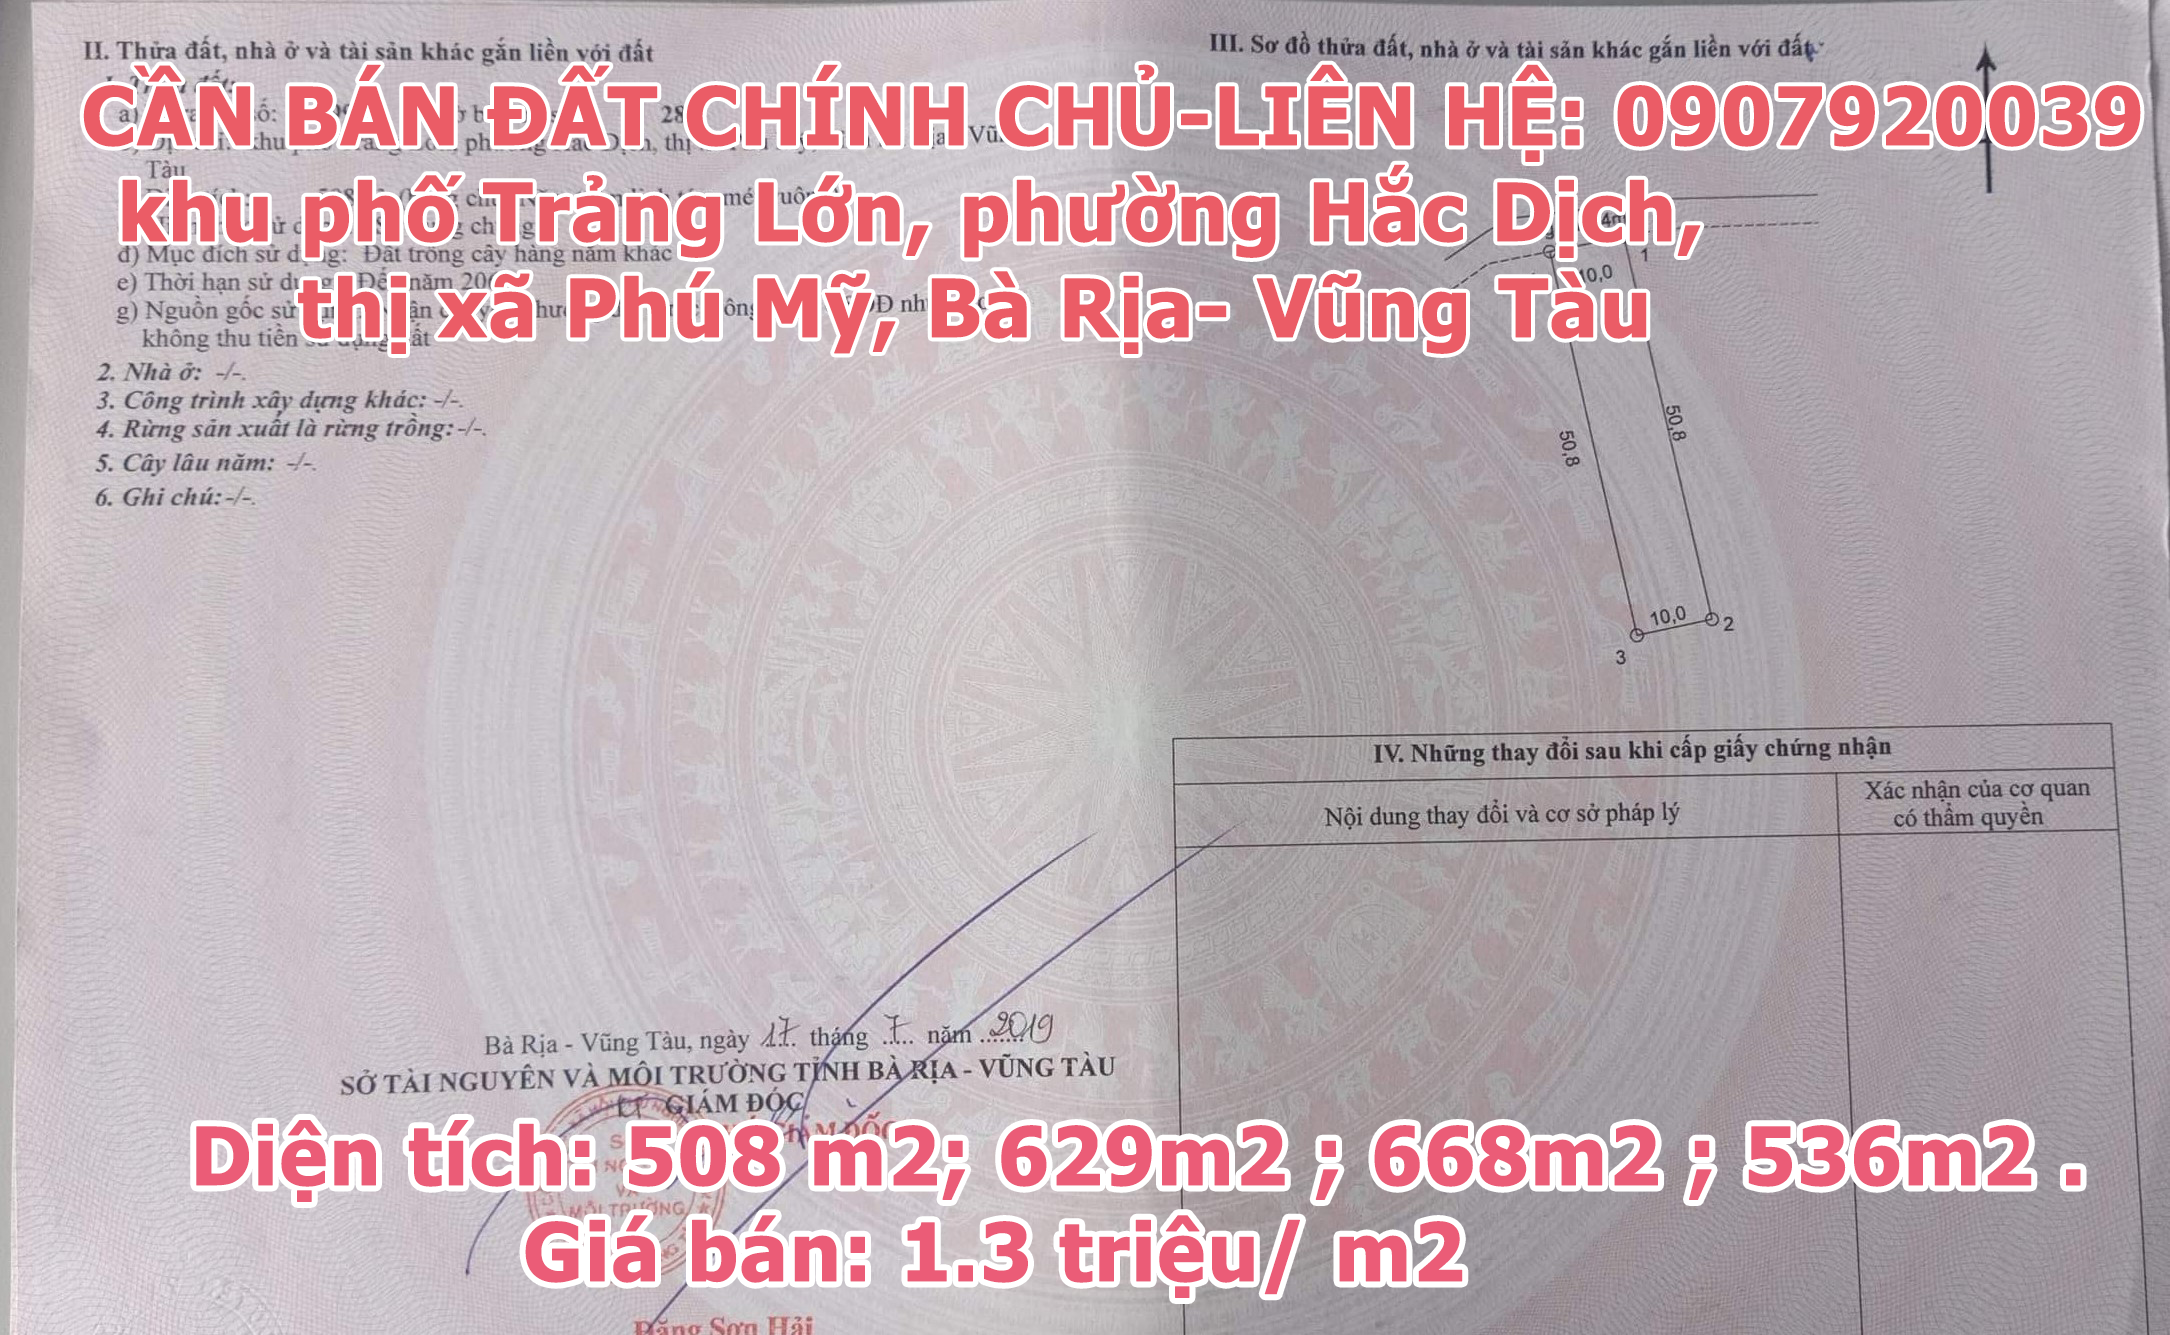 II. Thửa đất, nhà ở và tài sản khác gắn liền với đất
III. Sơ đồ thửa đất, nhà ở và tài sản khác gắn liền với đất
CẦN BÁN ĐẤT CHÍNH CHỦ-LIÊN HỆ: 0907920039
khu phố Trảng Lớn, phường Hắc Dịch,
thị xã Phú Mỹ, Bà Rịa- Vũng Tàu
a)
28
Tàu
d) Mục đích sử dụng: Đất trồng cây hàng năm khác
e) Thời hạn sử dụng
g) Nguồn gốc sử
không thu tiền sử dụng đất
2. Nhà ở: -/-.
3. Công trình xây dựng khác: -/-.
4. Rừng sản xuất là rừng trồng: -/-.
5. Cây lâu năm: -/-.
6. Ghi chú: -/-.
1
10,0
50,8
50,8
10,0
2
3
IV. Những thay đổi sau khi cấp giấy chứng nhận
Nội dung thay đổi và cơ sở pháp lý
Xác nhận của cơ quan
có thẩm quyền
Bà Rịa - Vũng Tàu, ngày 17 tháng 7 năm 2019
SỞ TÀI NGUYÊN VÀ MÔI TRƯỜNG TỈNH BÀ RỊA - VŨNG TÀU
KT GIÁM ĐỐC
MÔI TRƯỜNG
Diện tích: 508 m2; 629m2 ; 668m2 ; 536m2 .
Giá bán: 1.3 triệu/ m2
Đặng Sơn Hải